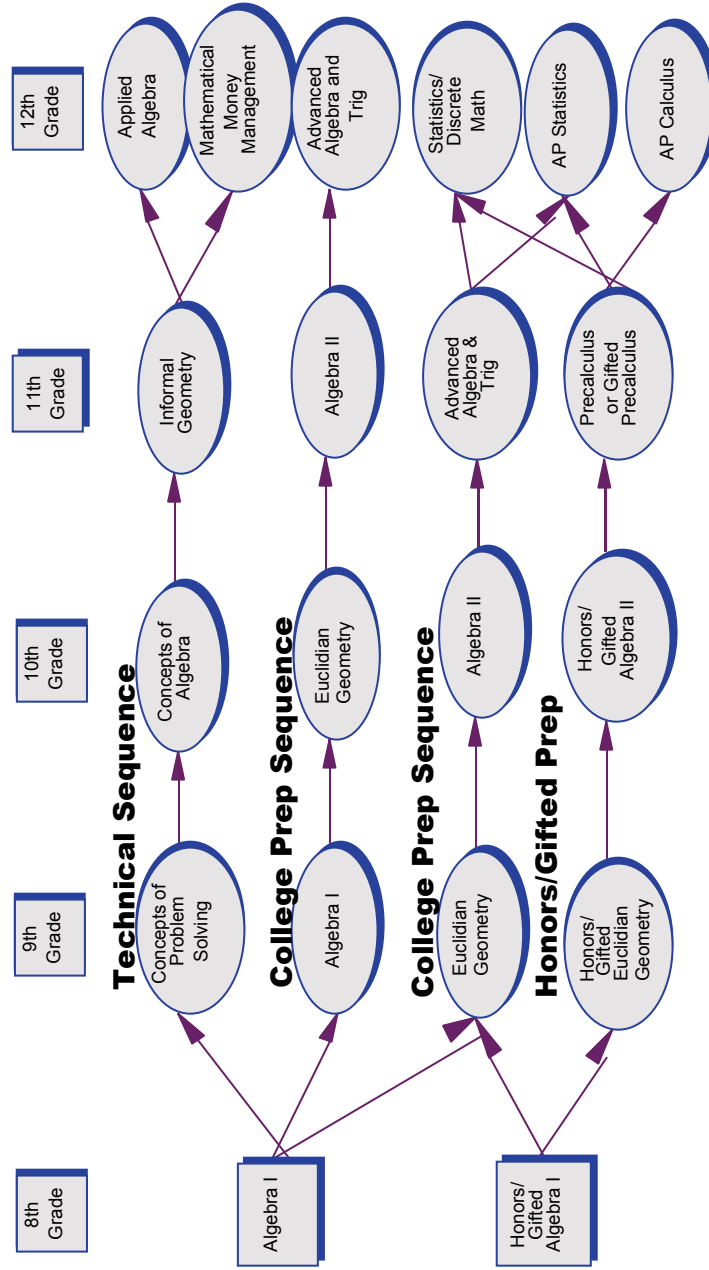 8th
Grade
9th
Grade
10th
Grade
11th
Grade
12th
Grade
Algebra I
Honors/
Gifted
Algebra I
Technical Sequence
Concepts of
Problem
Solving
Concepts of
Algebra
Informal
Geometry
Applied
Algebra
Mathematical
Money
Management
College Prep Sequence
Algebra I
Euclidian
Geometry
Algebra II
Advanced
Algebra and
Trig
College Prep Sequence
Euclidian
Geometry
Algebra II
Advanced
Algebra &
Trig
Statistics/
Discrete
Math
AP Statistics
Honors/Gifted Prep
Honors/
Gifted
Euclidian
Geometry
Honors/
Gifted
Algebra II
Precalculus
or Gifted
Precalculus
AP Calculus